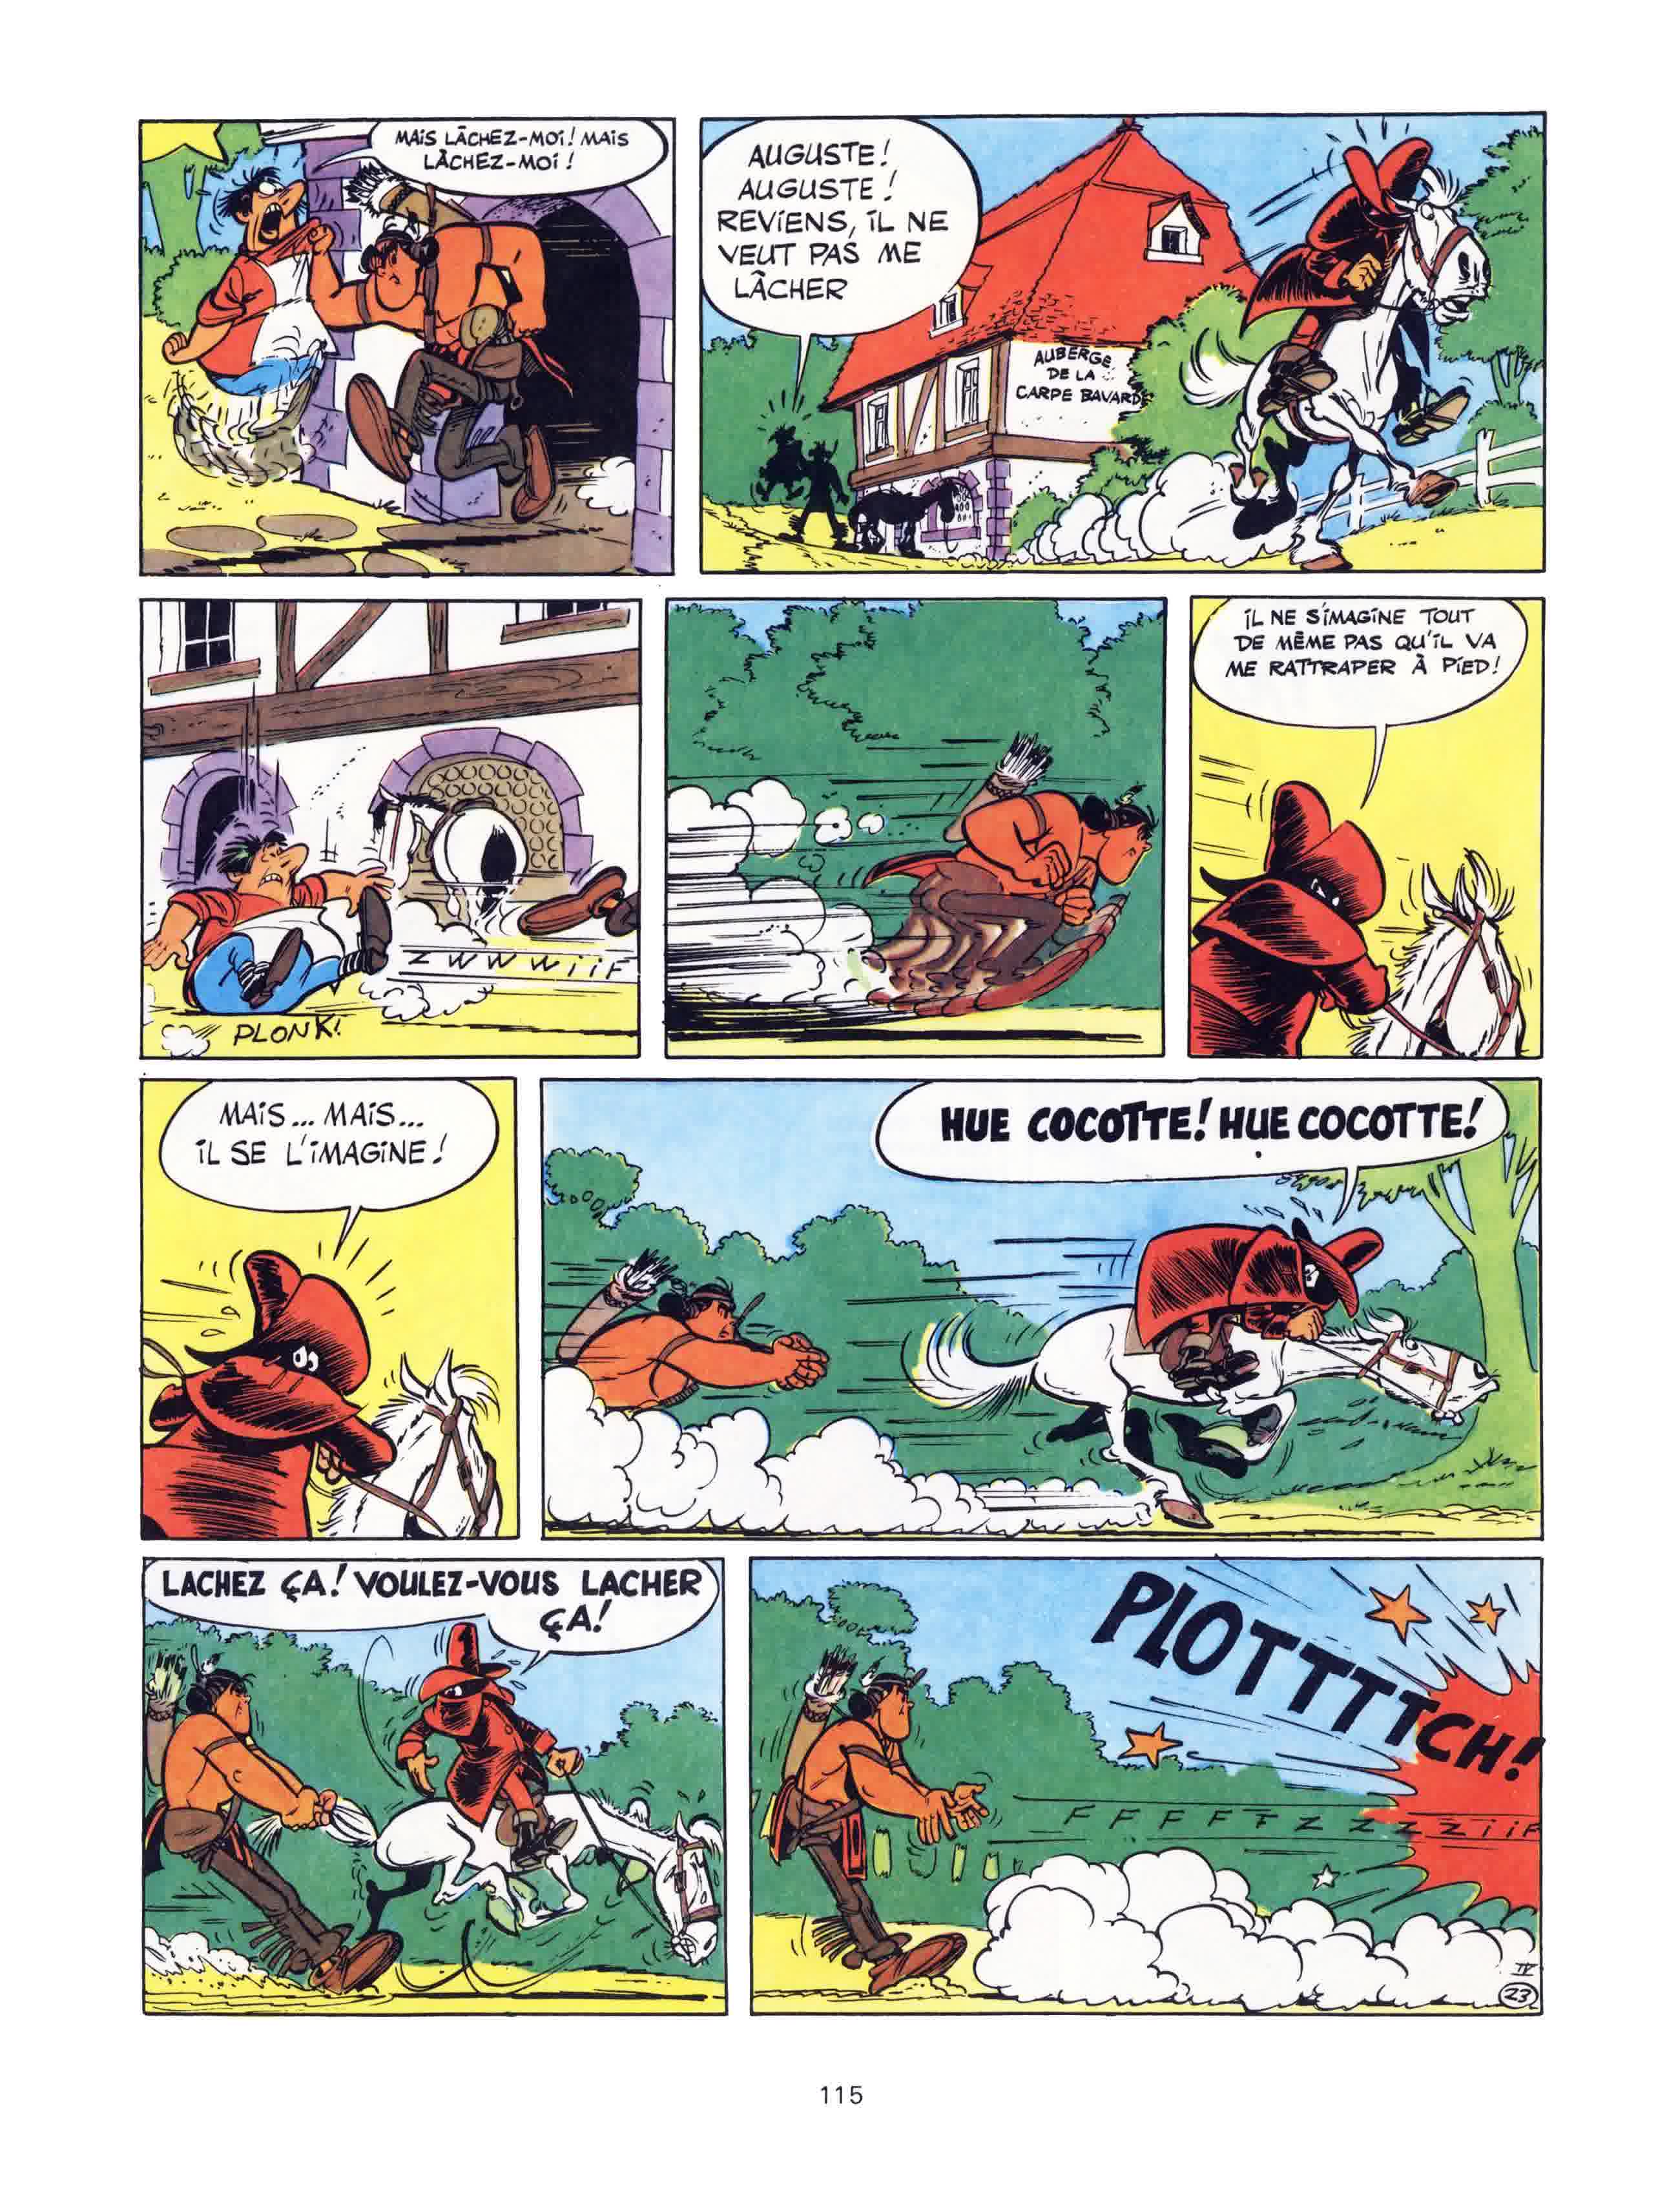 MAIS LÂCHEZ-MOI! MAIS
LÂCHEZ-MOI!
AUGUSTE!
AUGUSTE!
REVIENS, IL NE
VEUT PAS ME
LÂCHER
AUBERGE
DE LA
CARPE BAVARDE
ZWWWIIF
PLONK!
IL NE S'IMAGINE TOUT
DE MÊME PAS QU'IL VA
ME RATTRAPER À PIED!
MAIS... MAIS...
IL SE L'IMAGINE!
HUE COCOTTE! HUE COCOTTE!
LACHEZ ÇA! VOULEZ-VOUS LACHER
ÇA!
PLOTTTTCH!
FFFFTZZZZZIIF
IV
23
115